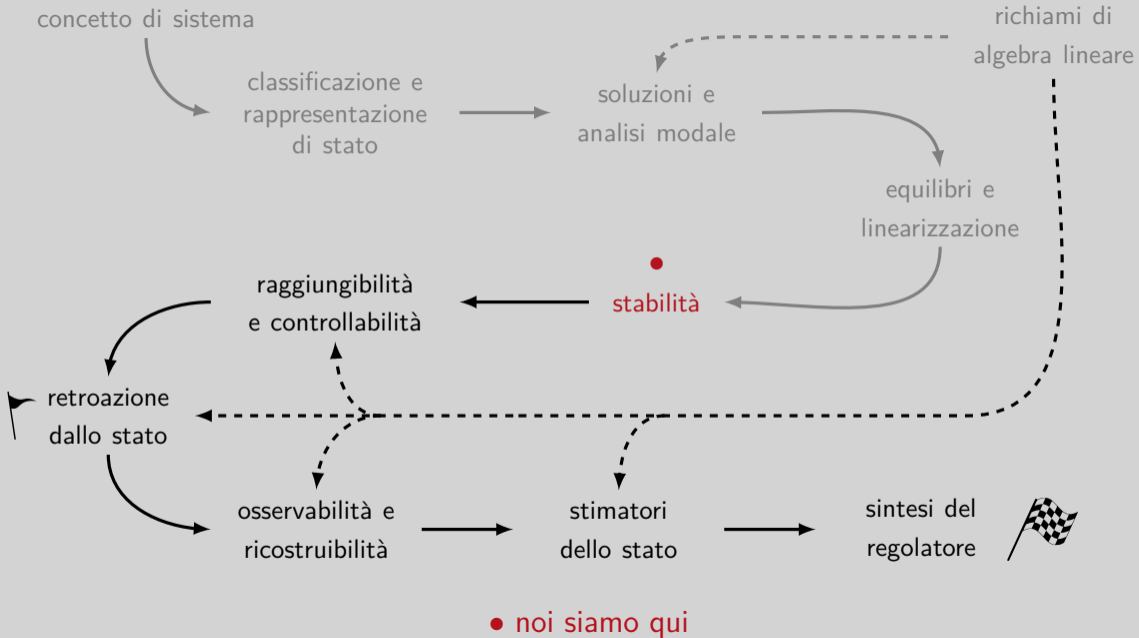 concetto di sistema
richiami di
algebra lineare
classificazione e
rappresentazione
di stato
soluzioni e
analisi modale
equilibri e
linearizzazione
stabilità
raggiungibilità
e controllabilità
retroazione
dallo stato
osservabilità e
ricostruibilità
stimatori
dello stato
sintesi del
regolatore
• noi siamo qui